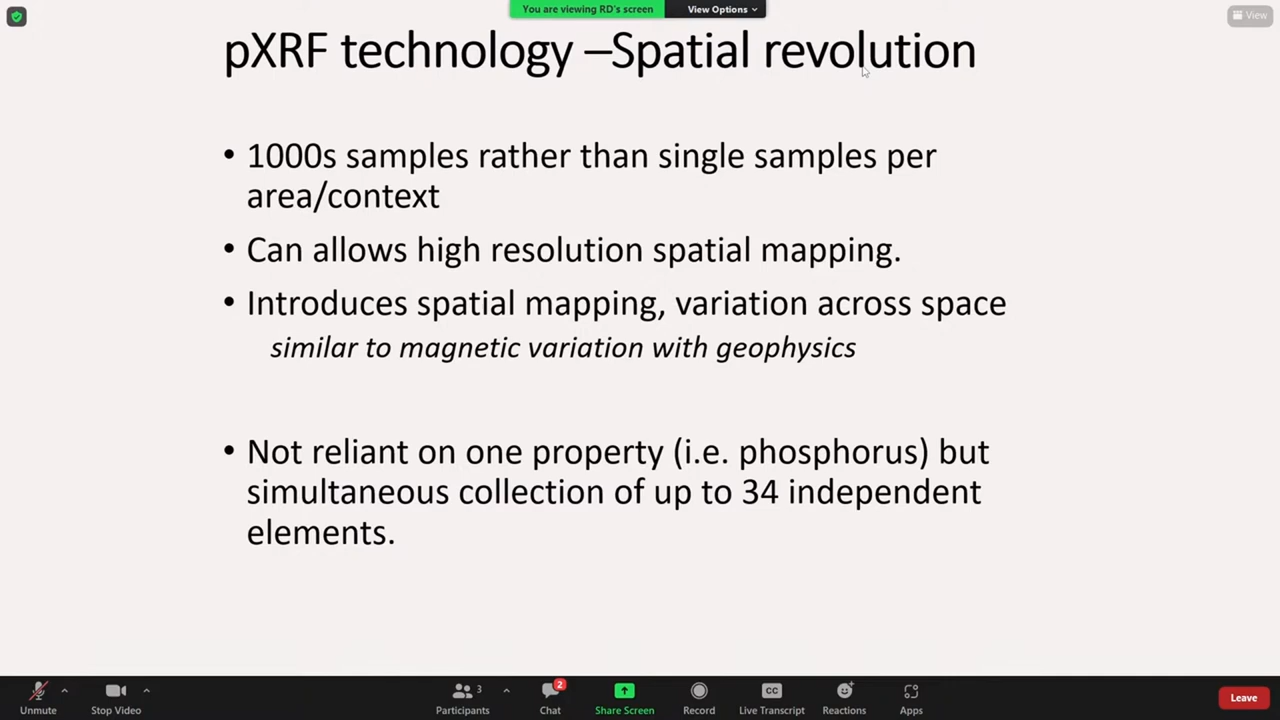 You are viewing RD's screen
View Options
View
pXRF technology –Spatial revolution
• 1000s samples rather than single samples per
area/context
• Can allows high resolution spatial mapping.
• Introduces spatial mapping, variation across space
similar to magnetic variation with geophysics
• Not reliant on one property (i.e. phosphorus) but
simultaneous collection of up to 34 independent
elements.
Unmute
Stop Video
3
Participants
2
Chat
Share Screen
Record
CC
Live Transcript
Reactions
Apps
Leave